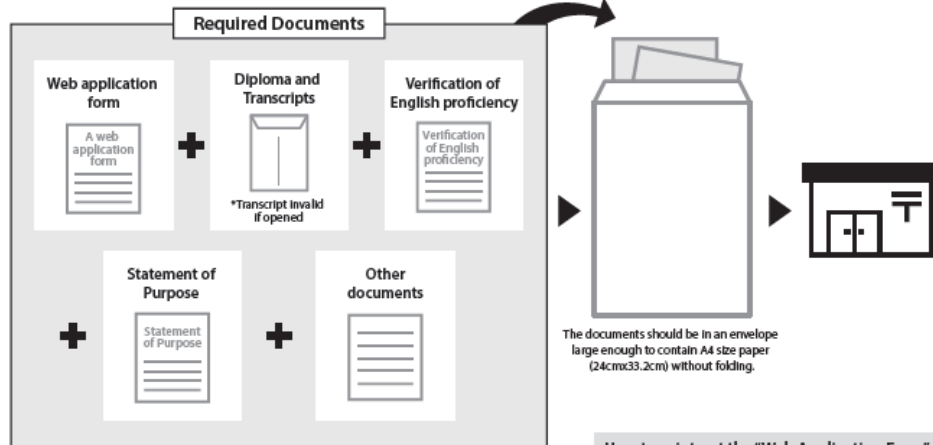 Required Documents
Web application
form
A web
application
form
Diploma and
Transcripts
*Transcript invalid
if opened
Verification of
English proficiency
Verification
of English
proficiency
Statement of
Purpose
Statement
of Purpose
Other
documents
The documents should be in an envelope
large enough to contain A4 size paper
(24cmx33.2cm) without folding.